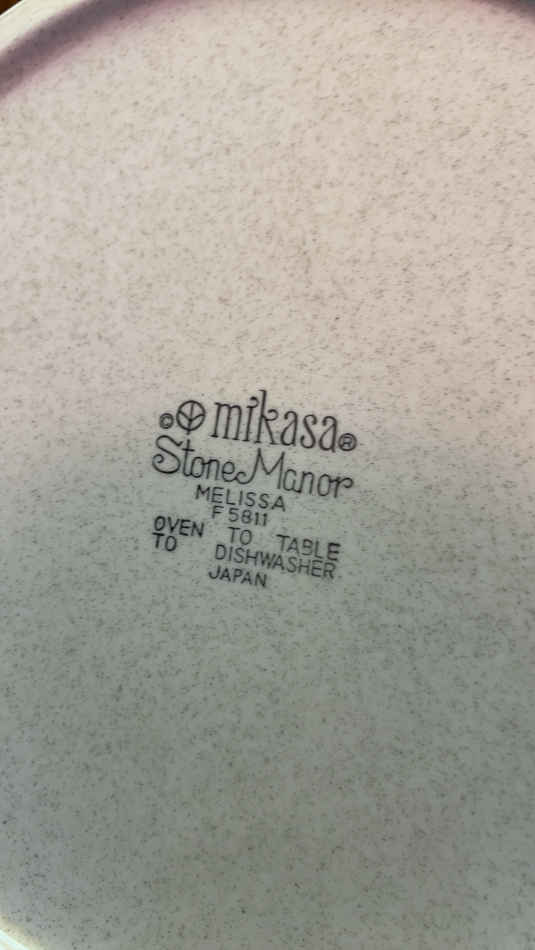 © mikasa®
Stone Manor
MELISSA
F 5811
OVEN TO TABLE
TO DISHWASHER
JAPAN